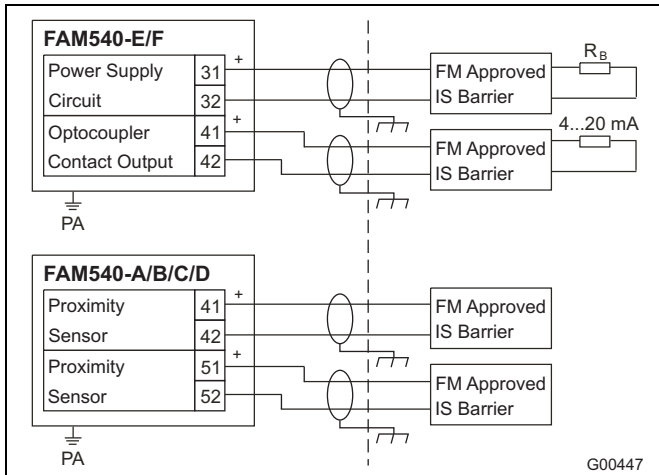 FAM540-E/F
Power Supply 31 +
Circuit 32
Optocoupler 41 +
Contact Output 42
PA
FM Approved
IS Barrier
R B
FM Approved
IS Barrier
4...20 mA
FAM540-A/B/C/D
Proximity 41 +
Sensor 42
Proximity 51 +
Sensor 52
PA
FM Approved
IS Barrier
FM Approved
IS Barrier
G00447